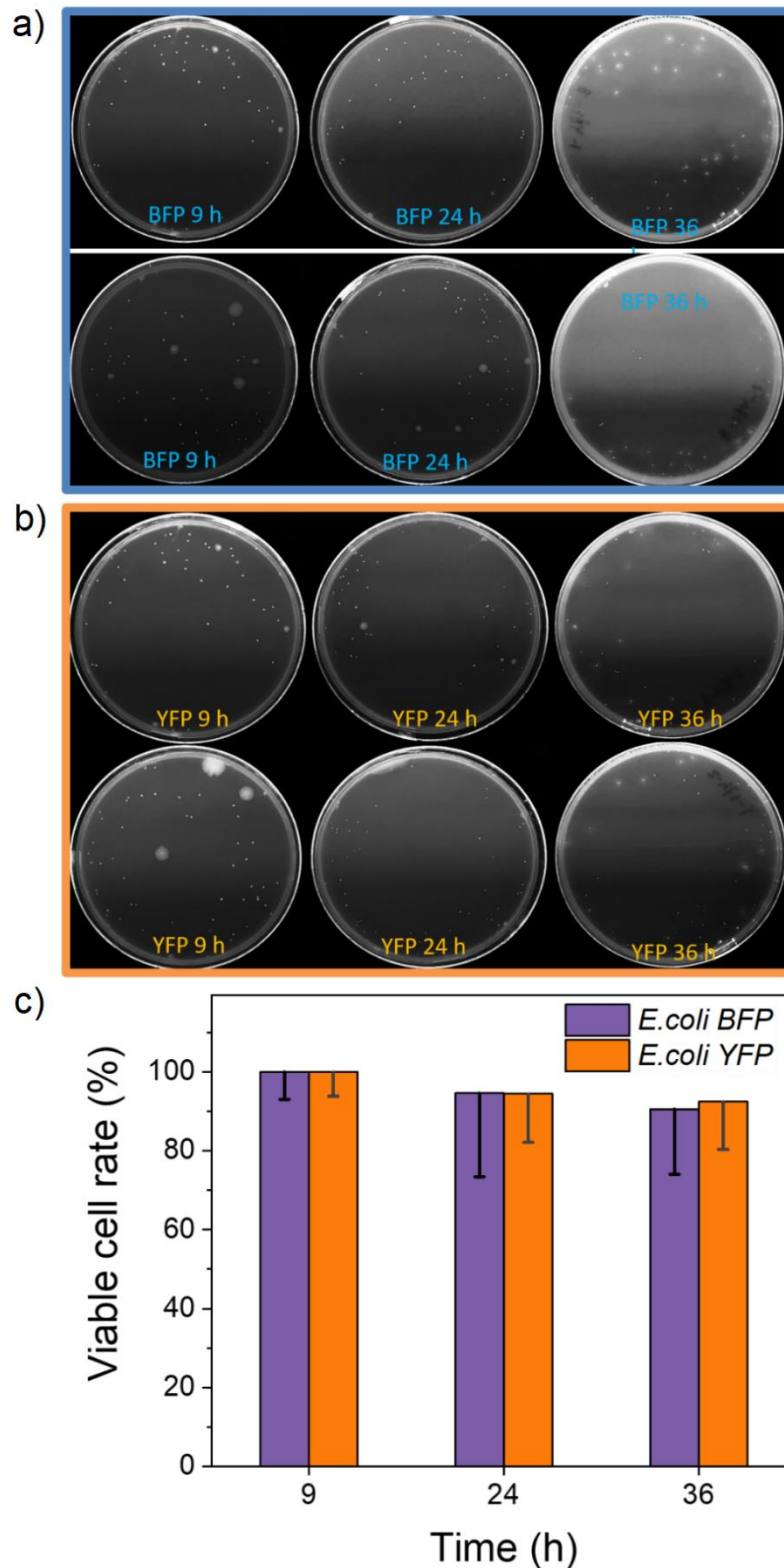 a)
BFP 9 h
BFP 24 h
BFP 36
BFP 9 h
BFP 24 h
BFP 36 h
b)
YFP 9 h
YFP 24 h
YFP 36 h
YFP 9 h
YFP 24 h
YFP 36 h
c)
E.coli BFP
E.coli YFP
Viable cell rate (%)
100
80
60
40
20
0
9 24 36
Time (h)